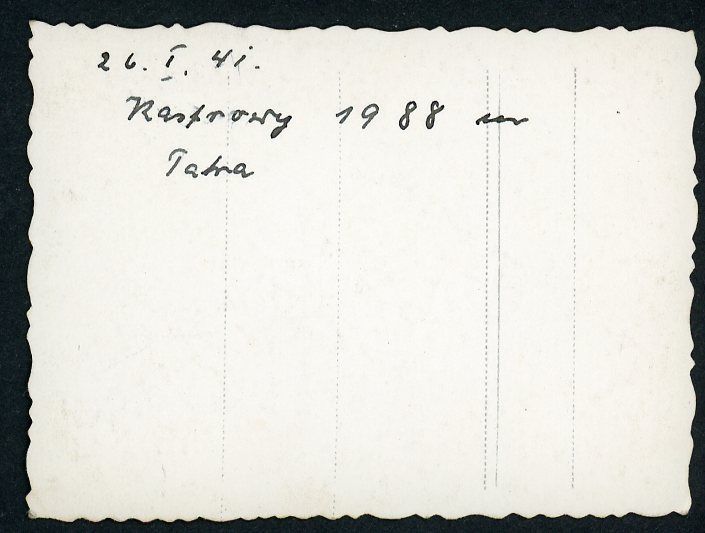 26. I. 41.
Kasprowy 1988 m
Tatra